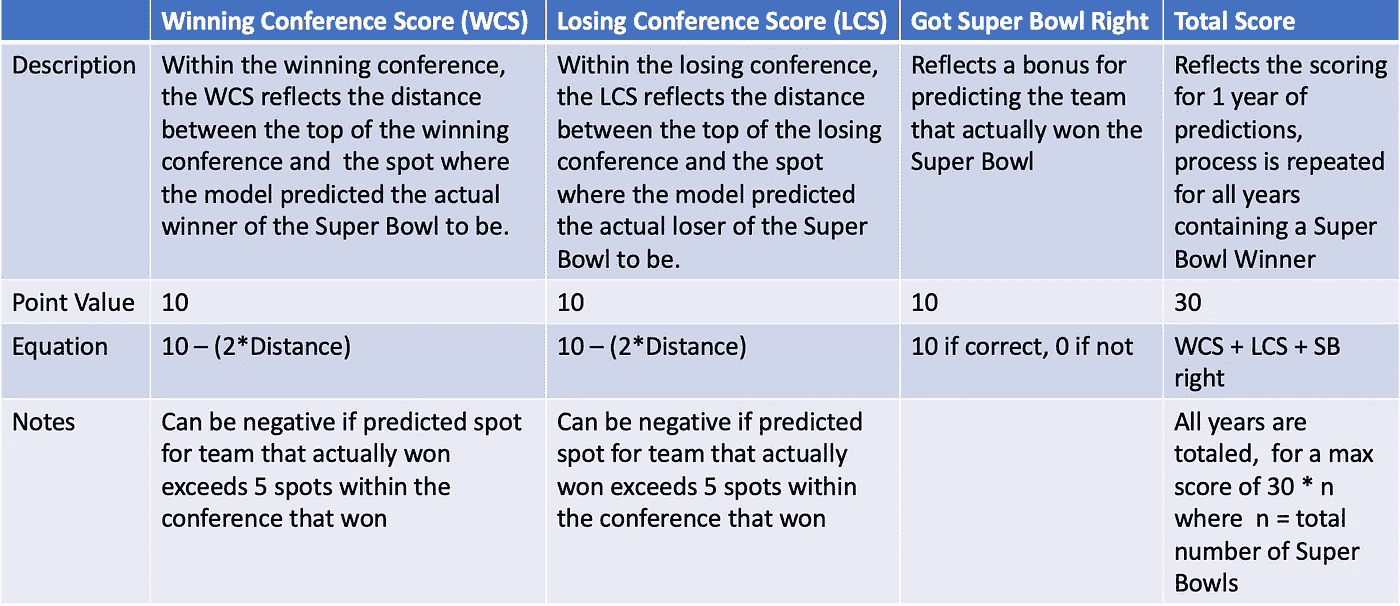 Winning Conference Score (WCS)
Losing Conference Score (LCS)
Got Super Bowl Right
Total Score
Description
Within the winning conference,
the WCS reflects the distance
between the top of the winning
conference and  the spot where
the model predicted the actual
winner of the Super Bowl to be.
Within the losing conference,
the LCS reflects the distance
between the top of the losing
conference and the spot
where the model predicted
the actual loser of the Super
Bowl to be.
Reflects a bonus for
predicting the team
that actually won the
Super Bowl
Reflects the scoring
for 1 year of
predictions,
process is repeated
for all years
containing a Super
Bowl Winner
Point Value
10
10
10
30
Equation
10 – (2*Distance)
10 – (2*Distance)
10 if correct, 0 if not
WCS + LCS + SB
right
Notes
Can be negative if predicted spot
for team that actually won
exceeds 5 spots within the
conference that won
Can be negative if predicted
spot for team that actually
won exceeds 5 spots within
the conference that won
All years are
totaled,  for a max
score of 30 * n
where  n = total
number of Super
Bowls